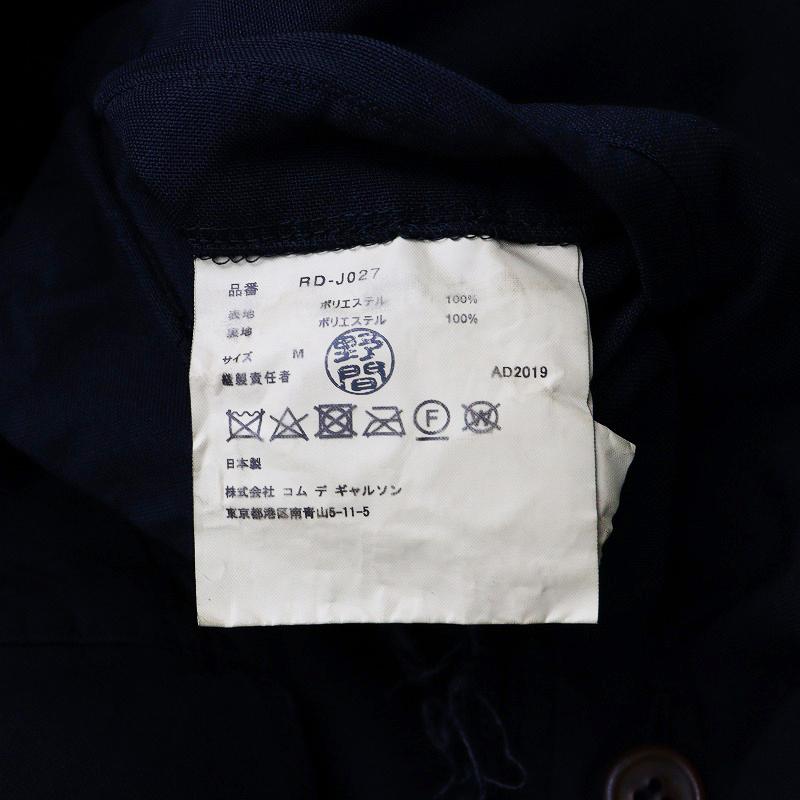 品番 RD-J027
表地 ポリエステル 100%
裏地 ポリエステル 100%
サイズ M
野間
縫製責任者 AD2019
F W
日本製
株式会社 コム デ ギャルソン
東京都港区南青山5-11-5